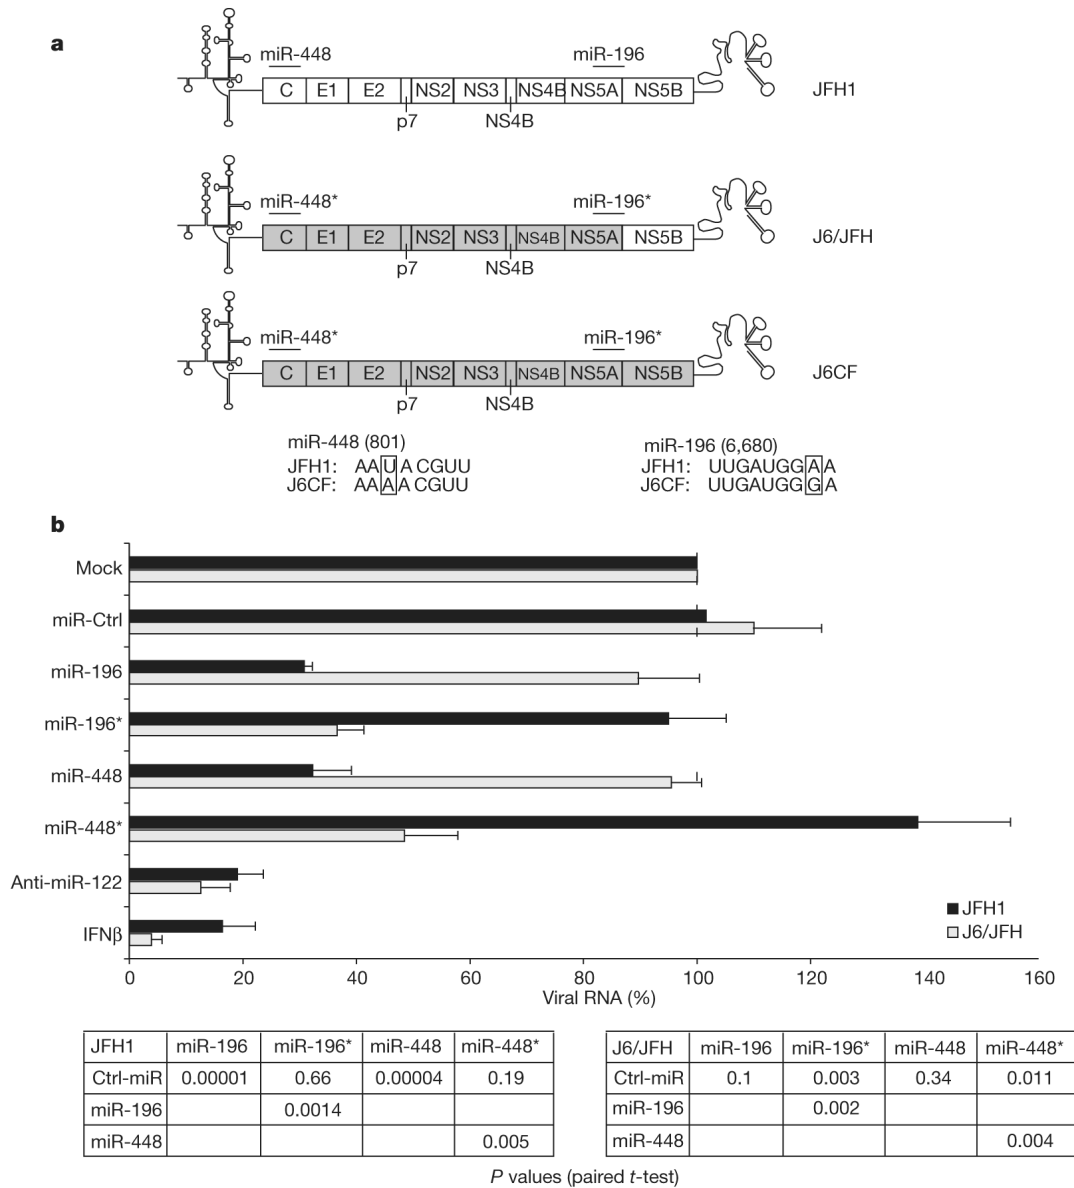 a
miR-448 miR-196
C E1 E2 NS2 NS3 NS4B NS5A NS5B JFH1
p7 NS4B
miR-448* miR-196*
C E1 E2 NS2 NS3 NS4B NS5A NS5B J6/JFH
p7 NS4B
miR-448* miR-196*
C E1 E2 NS2 NS3 NS4B NS5A NS5B J6CF
p7 NS4B
miR-448 (801) miR-196 (6,680)
JFH1: AAUACGUU JFH1: UUGAUGGAA
J6CF: AAAACGUU J6CF: UUGAUGGGA
b
Mock
miR-Ctrl
miR-196
miR-196*
miR-448
miR-448*
Anti-miR-122
IFNβ
JFH1
J6/JFH
0 20 40 60 80 100 120 140 160
Viral RNA (%)
JFH1 miR-196 miR-196* miR-448 miR-448*
Ctrl-miR 0.00001 0.66 0.00004 0.19
miR-196 0.0014
miR-448 0.005
J6/JFH miR-196 miR-196* miR-448 miR-448*
Ctrl-miR 0.1 0.003 0.34 0.011
miR-196 0.002
miR-448 0.004
P values (paired t-test)